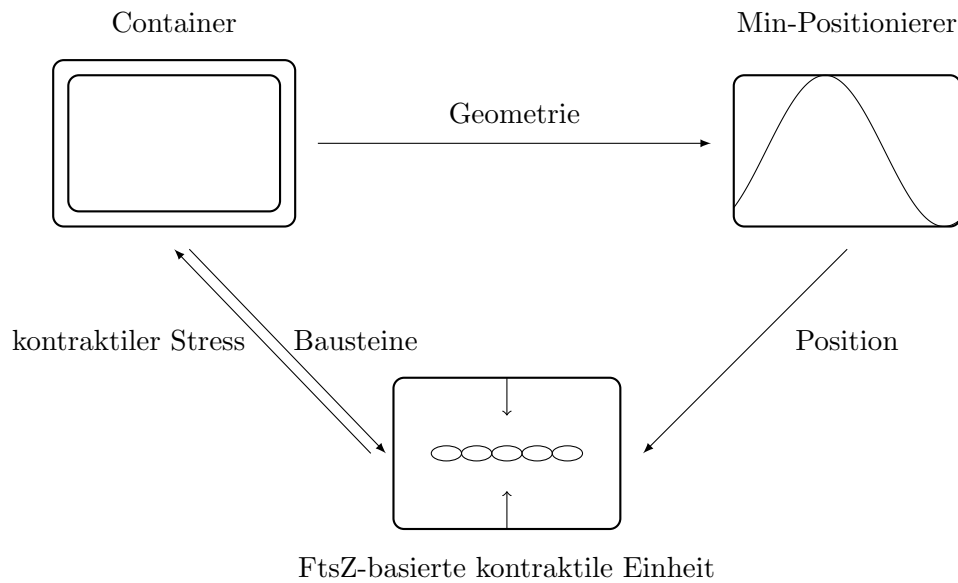 Container
Min-Positionierer
Geometrie
kontraktiler Stress
Bausteine
Position
FtsZ-basierte kontraktile Einheit